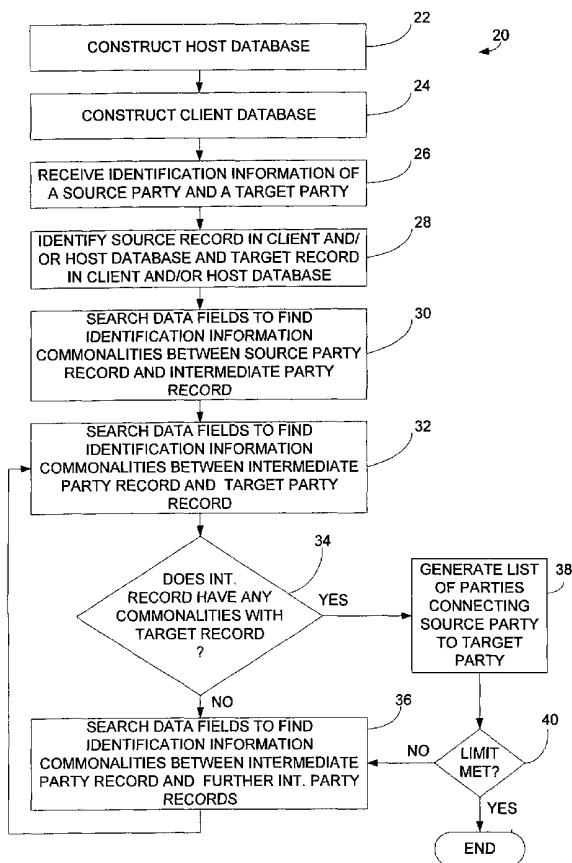 22
20
CONSTRUCT HOST DATABASE
24
CONSTRUCT CLIENT DATABASE
26
RECEIVE IDENTIFICATION INFORMATION OF
A SOURCE PARTY AND A TARGET PARTY
28
IDENTIFY SOURCE RECORD IN CLIENT AND/
OR HOST DATABASE AND TARGET RECORD
IN CLIENT AND/OR HOST DATABASE
30
SEARCH DATA FIELDS TO FIND
IDENTIFICATION INFORMATION
COMMONALITIES BETWEEN SOURCE PARTY
RECORD AND INTERMEDIATE PARTY
RECORD
32
SEARCH DATA FIELDS TO FIND
IDENTIFICATION INFORMATION
COMMONALITIES BETWEEN INTERMEDIATE
PARTY RECORD AND TARGET PARTY
RECORD
34
DOES INT.
RECORD HAVE ANY
COMMONALITIES WITH
TARGET RECORD
?
YES
NO
38
GENERATE LIST
OF PARTIES
CONNECTING
SOURCE PARTY
TO TARGET
PARTY
36
SEARCH DATA FIELDS TO FIND
IDENTIFICATION INFORMATION
COMMONALITIES BETWEEN INTERMEDIATE
PARTY RECORD AND FURTHER INT. PARTY
RECORDS
40
LIMIT
MET?
NO
YES
END